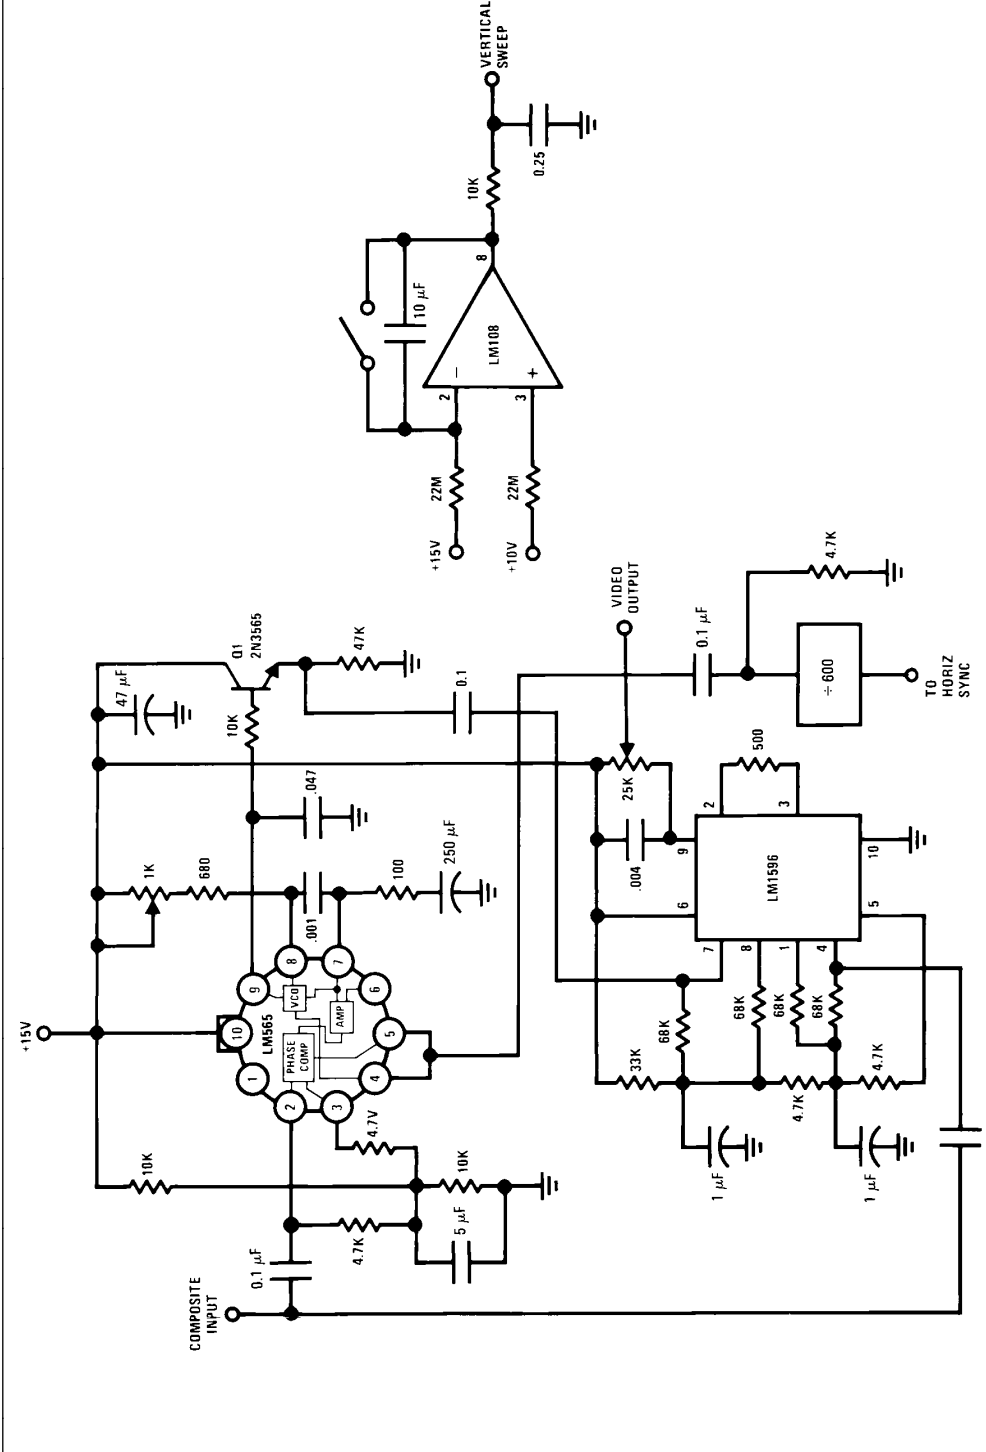 +15V
COMPOSITE
INPUT
0.1 µF
4.7K
10K
5 µF
10K
4.7V
LM565
PHASE
COMP
VCO
AMP
1
2
3
4
5
6
7
8
9
10
1K
680
.001
100
250 µF
.047
47 µF
10K
Q1
2N3565
47K
0.1
33K
68K
1 µF
68K
68K
68K
4.7K
4.7K
1 µF
LM1596
7
8
1
4
6
9
2
3
10
5
.004
25K
500
VIDEO
OUTPUT
0.1 µF
4.7K
÷ 600
TO
HORIZ
SYNC
+15V
22M
+10V
22M
2
3
−
+
LM108
8
10 µF
10K
0.25
VERTICAL
SWEEP